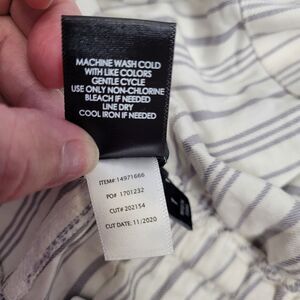 MACHINE WASH COLD
WITH LIKE COLORS
GENTLE CYCLE
USE ONLY NON-CHLORINE
BLEACH IF NEEDED
LINE DRY
COOL IRON IF NEEDED
ITEM#: 14971666
PO# 1701232
CUT# 202154
CUT DATE: 11/2020